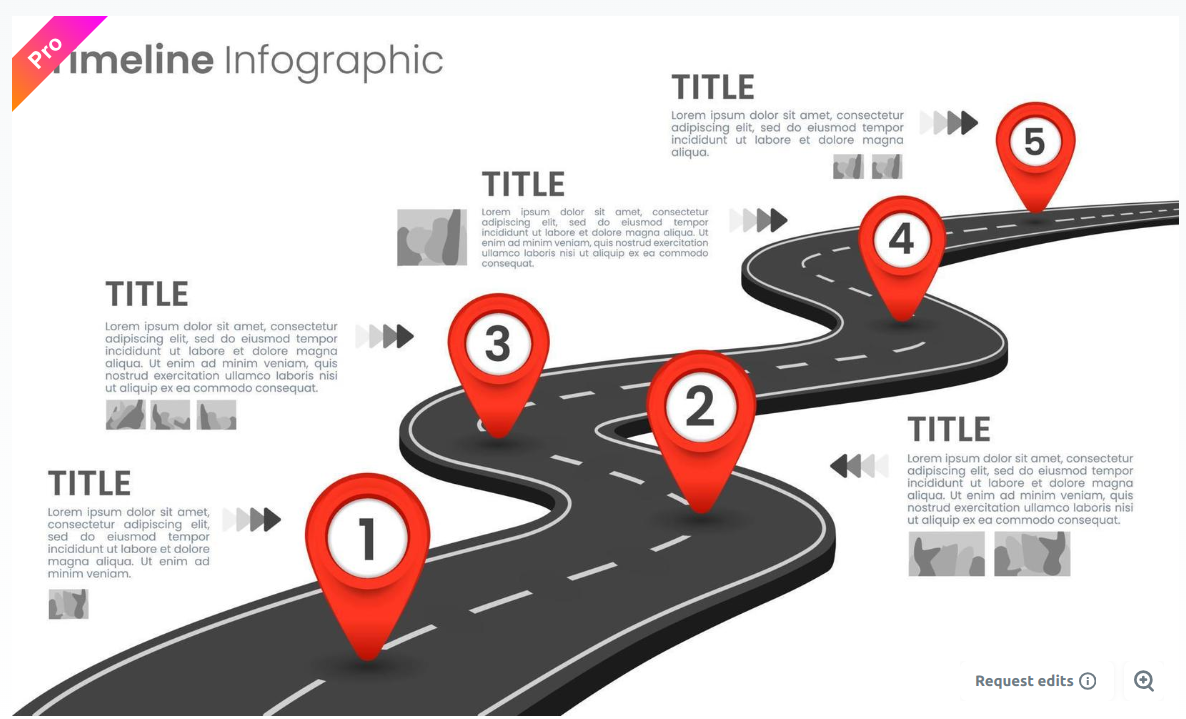 Pro
Timeline Infographic
TITLE
Lorem ipsum dolor sit amet, consectetur
adipiscing elit, sed do eiusmod tempor
incididunt ut labore et dolore magna
aliqua.
5
TITLE
Lorem ipsum dolor sit amet, consectetur
adipiscing elit, sed do eiusmod tempor
incididunt ut labore et dolore magna aliqua. Ut
enim ad minim veniam, quis nostrud exercitation
ullamco laboris nisi ut aliquip ex ea commodo
consequat.
4
TITLE
Lorem ipsum dolor sit amet, consectetur
adipiscing elit, sed do eiusmod tempor
incididunt ut labore et dolore magna
aliqua. Ut enim ad minim veniam, quis
nostrud exercitation ullamco laboris nisi
ut aliquip ex ea commodo consequat.
3
2
TITLE
Lorem ipsum dolor sit amet, consectetur
adipiscing elit, sed do eiusmod tempor
incididunt ut labore et dolore magna
aliqua. Ut enim ad minim veniam, quis
nostrud exercitation ullamco laboris nisi
ut aliquip ex ea commodo consequat.
TITLE
Lorem ipsum dolor sit amet,
consectetur adipiscing elit,
sed do eiusmod tempor
incididunt ut labore et dolore
magna aliqua. Ut enim ad
minim veniam.
1
Request edits